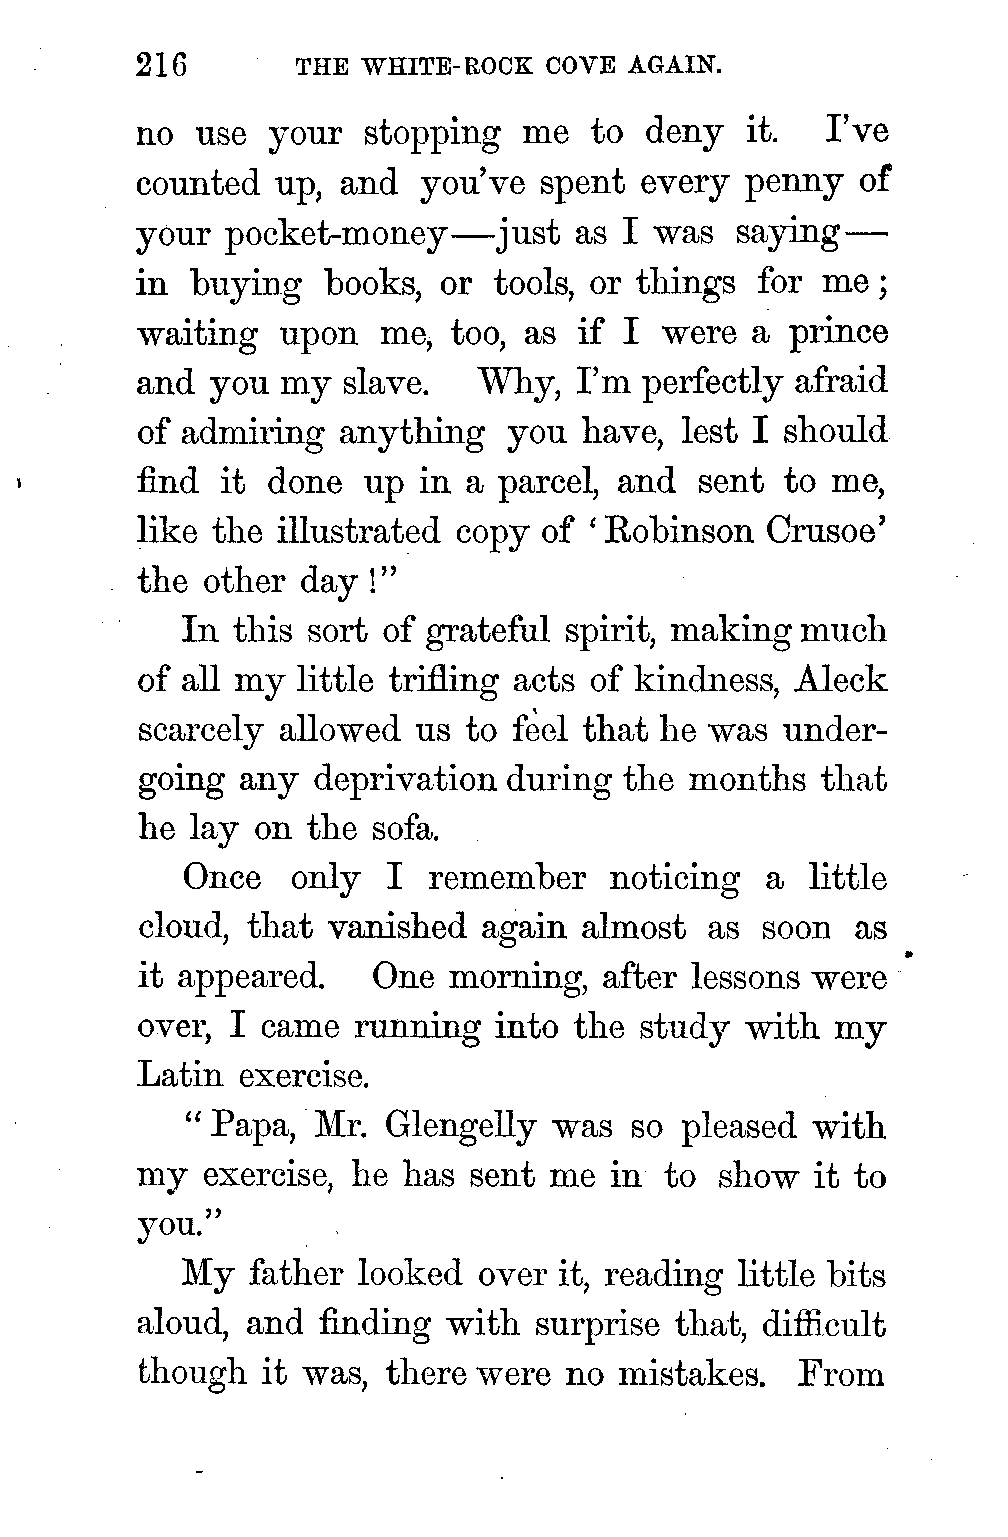 216 THE WHITE-ROCK COVE AGAIN.
no use your stopping me to deny it. I've
counted up, and you've spent every penny of
your pocket-money—just as I was saying—
in buying books, or tools, or things for me;
waiting upon me, too, as if I were a prince
and you my slave. Why, I'm perfectly afraid
of admiring anything you have, lest I should
find it done up in a parcel, and sent to me,
like the illustrated copy of ‘Robinson Crusoe’
the other day!”
In this sort of grateful spirit, making much
of all my little trifling acts of kindness, Aleck
scarcely allowed us to feel that he was under-
going any deprivation during the months that
he lay on the sofa.
Once only I remember noticing a little
cloud, that vanished again almost as soon as
it appeared. One morning, after lessons were
over, I came running into the study with my
Latin exercise.
“Papa, Mr. Glengelly was so pleased with
my exercise, he has sent me in to show it to
you.”
My father looked over it, reading little bits
aloud, and finding with surprise that, difficult
though it was, there were no mistakes. From